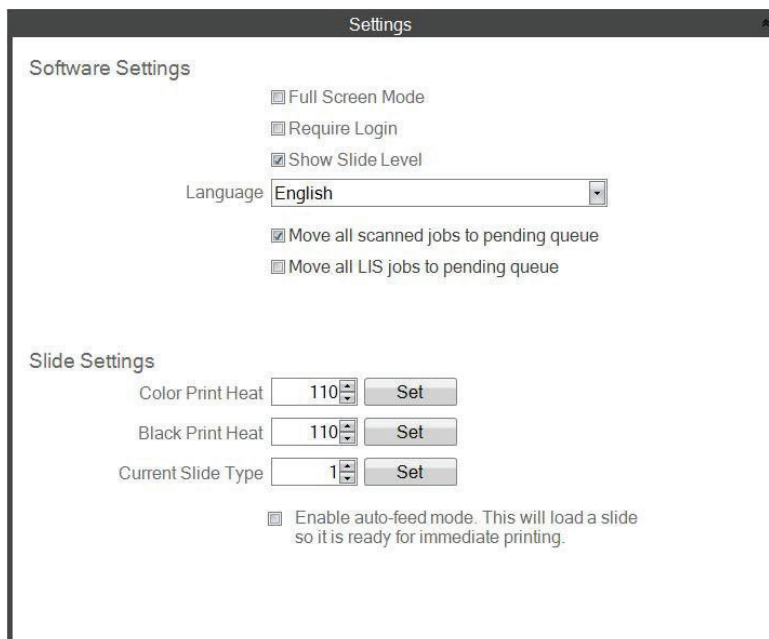 Settings
Software Settings
Full Screen Mode
Require Login
Show Slide Level
Language English
Move all scanned jobs to pending queue
Move all LIS jobs to pending queue
Slide Settings
Color Print Heat 110 Set
Black Print Heat 110 Set
Current Slide Type 1 Set
Enable auto-feed mode. This will load a slide
so it is ready for immediate printing.